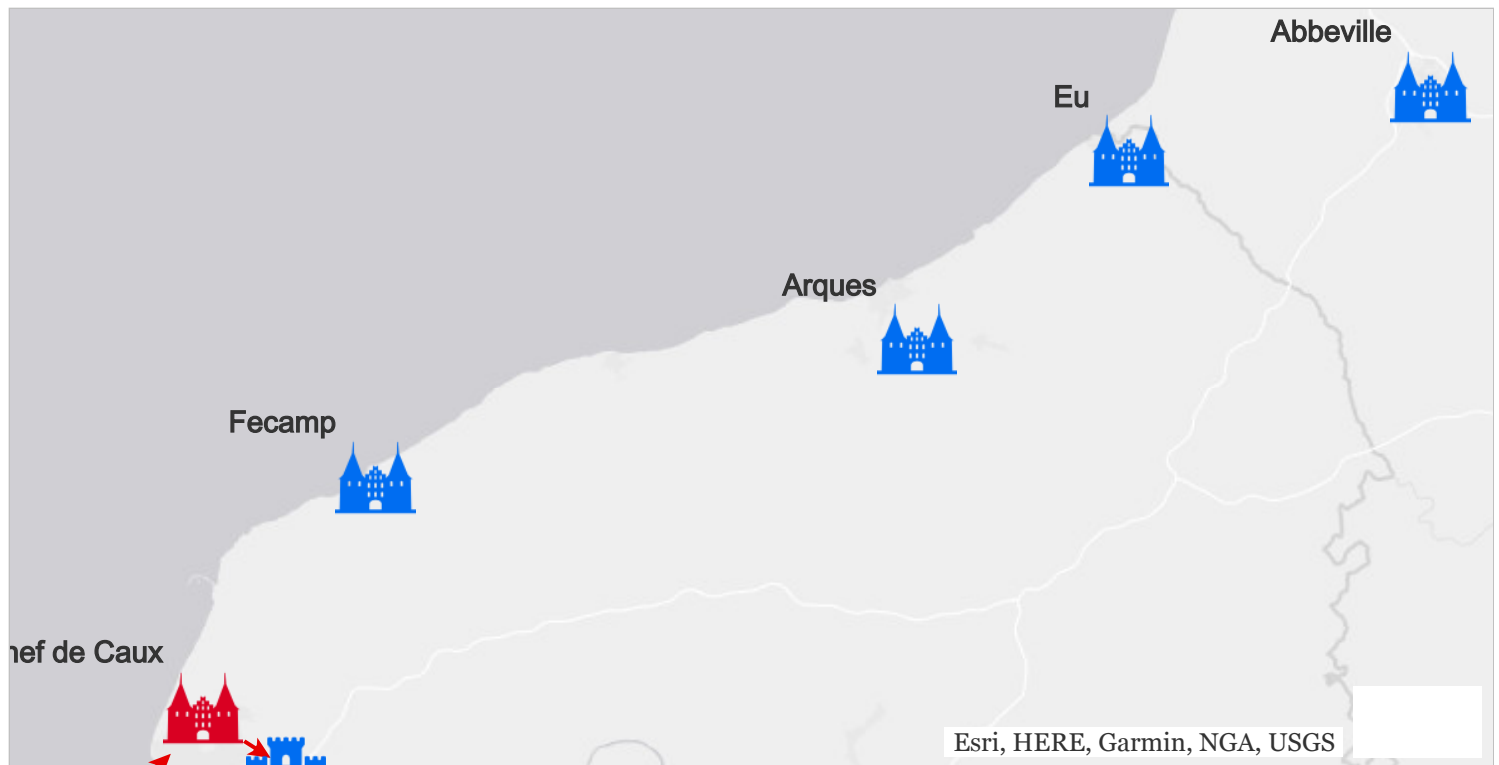 Abbeville
Eu
Arques
Fecamp
hef de Caux
Esri, HERE, Garmin, NGA, USGS